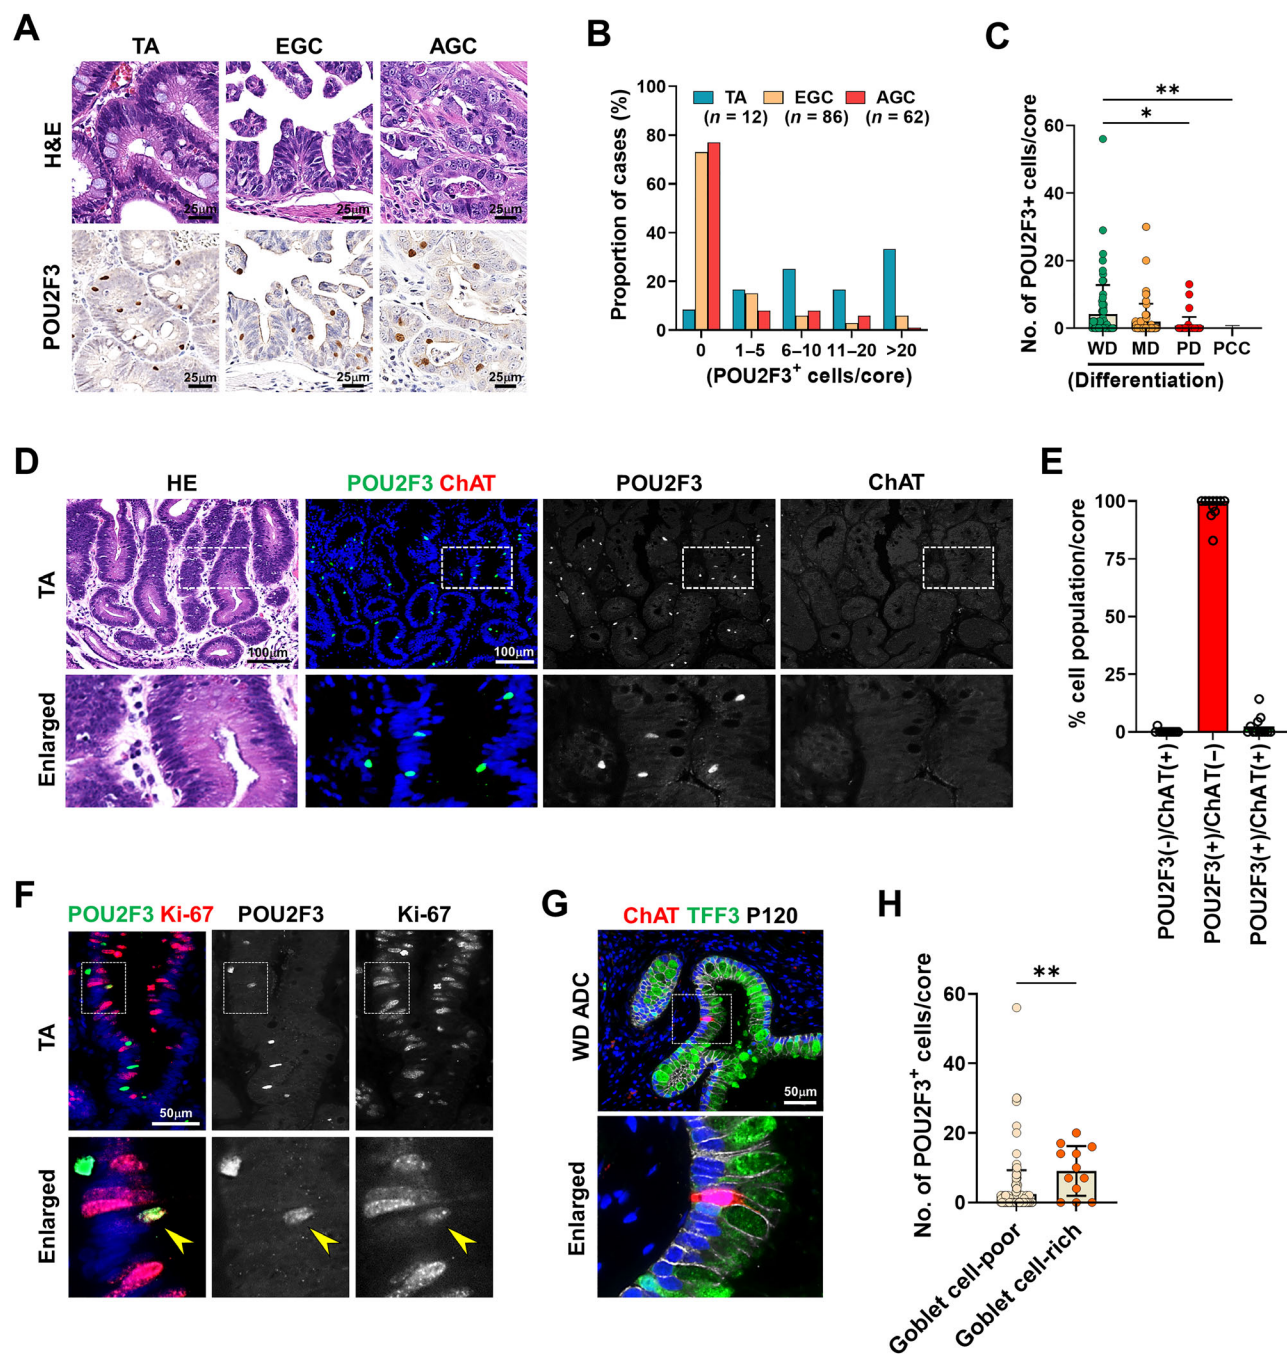 A
TA EGC AGC
H&E
25μm 25μm 25μm
POU2F3
25μm 25μm 25μm
B
Proportion of cases (%)
100
80
60
40
20
0
TA EGC AGC
(n = 12) (n = 86) (n = 62)
0 1–5 6–10 11–20 >20
(POU2F3+ cells/core)
C
No. of POU2F3+ cells/core
60
40
20
0
**
*
WD MD PD PCC
(Differentiation)
D
HE POU2F3 ChAT POU2F3 ChAT
TA
100μm 100μm
Enlarged
E
% cell population/core
100
75
50
25
0
POU2F3(-)/ChAT(+)
POU2F3(+)/ChAT(-)
POU2F3(+)/ChAT(+)
F
POU2F3 Ki-67 POU2F3 Ki-67
TA
50μm
Enlarged
G
ChAT TFF3 P120
WD ADC
50μm
Enlarged
H
No. of POU2F3+ cells/core
60
40
20
0
**
Goblet cell-poor
Goblet cell-rich